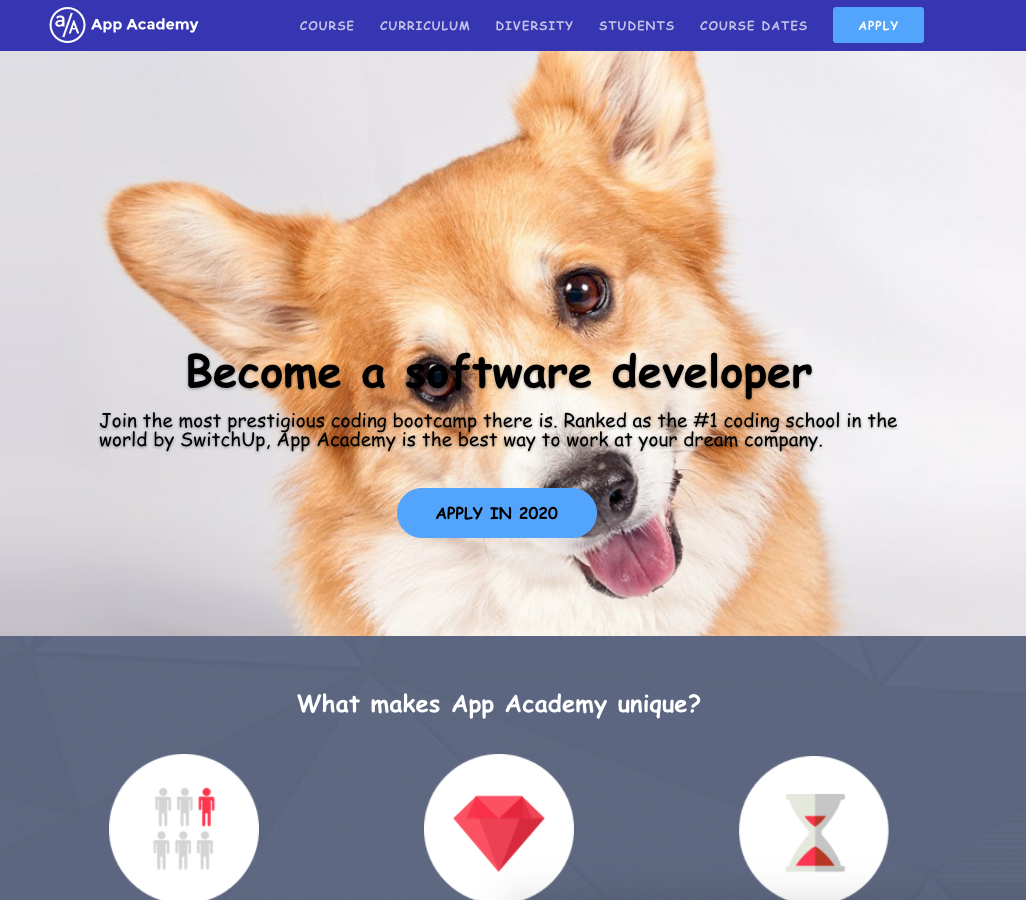 a/A App Academy
COURSE CURRICULUM DIVERSITY STUDENTS COURSE DATES APPLY
Become a software developer
Join the most prestigious coding bootcamp there is. Ranked as the #1 coding school in the
world by SwitchUp, App Academy is the best way to work at your dream company.
APPLY IN 2020
What makes App Academy unique?